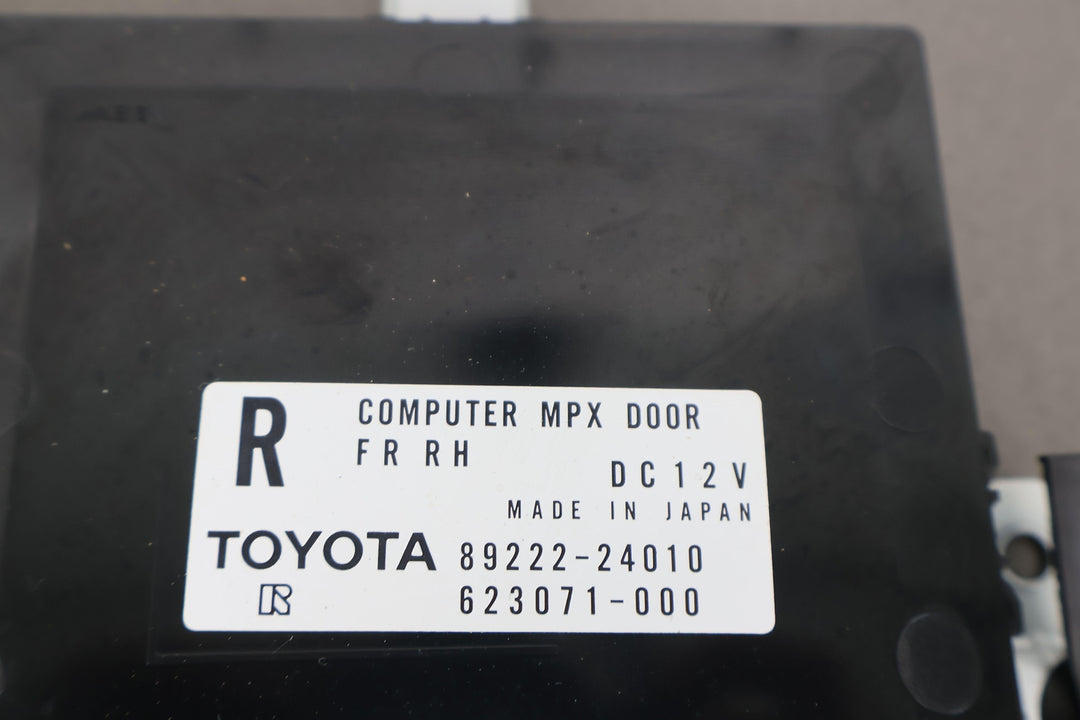 R
COMPUTER MPX DOOR
FR RH
DC12V
MADE IN JAPAN
TOYOTA 89222-24010
R 623071-000